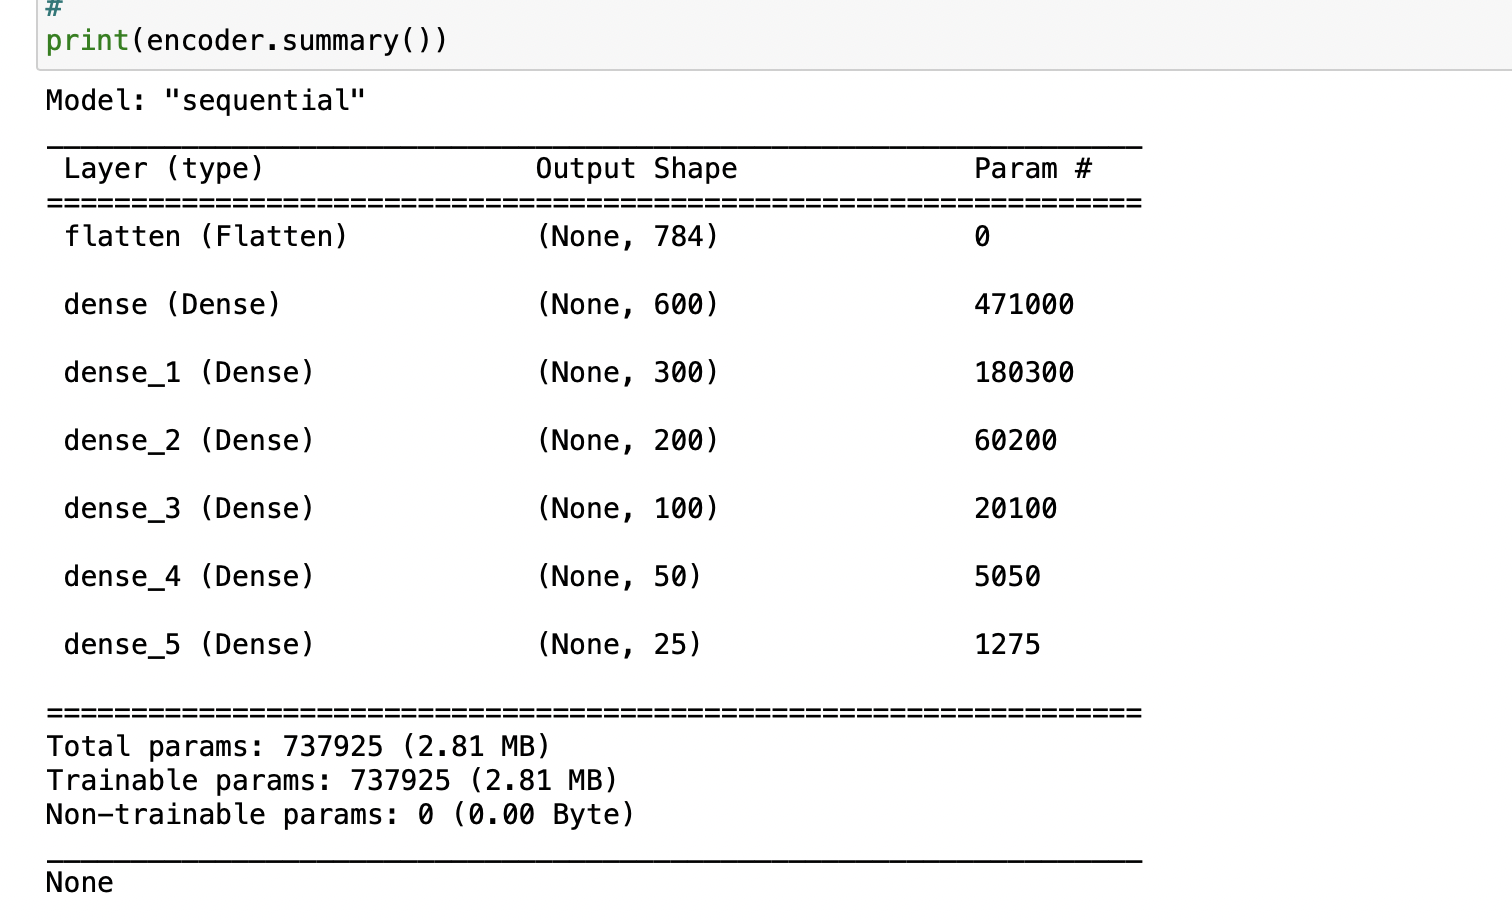 #
print(encoder.summary())
Model: "sequential"
_________________________________________________________________
Layer (type) Output Shape Param #
=================================================================
flatten (Flatten) (None, 784) 0
dense (Dense) (None, 600) 471000
dense_1 (Dense) (None, 300) 180300
dense_2 (Dense) (None, 200) 60200
dense_3 (Dense) (None, 100) 20100
dense_4 (Dense) (None, 50) 5050
dense_5 (Dense) (None, 25) 1275
=================================================================
Total params: 737925 (2.81 MB)
Trainable params: 737925 (2.81 MB)
Non-trainable params: 0 (0.00 Byte)
_________________________________________________________________
None